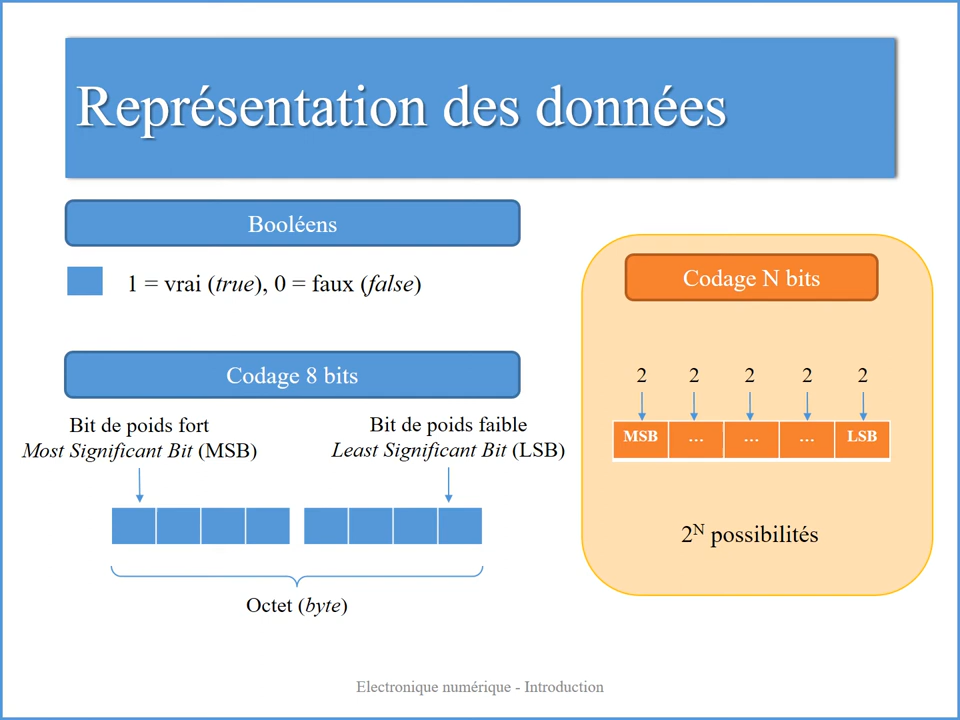 Représentation des données
Booléens
1 = vrai (true), 0 = faux (false)
Codage 8 bits
Bit de poids fort
Most Significant Bit (MSB)
Bit de poids faible
Least Significant Bit (LSB)
Octet (byte)
Codage N bits
2 2 2 2 2
MSB ... ... ... LSB
2ᴺ possibilités
Electronique numérique - Introduction